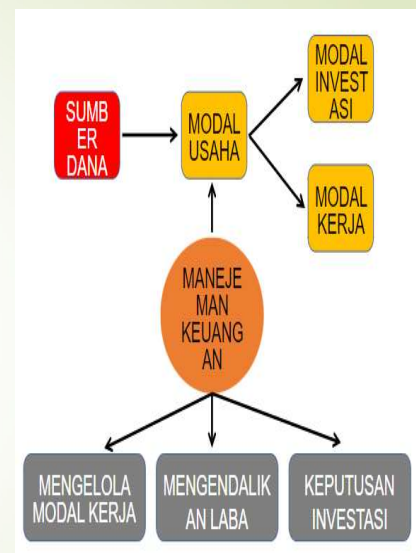 SUMB
ER
DANA
MODAL
USAHA
MODAL
INVEST
ASI
MODAL
KERJA
MANEJE
MAN
KEUANG
AN
MENGELOLA
MODAL KERJA
MENGENDALIK
AN LABA
KEPUTUSAN
INVESTASI